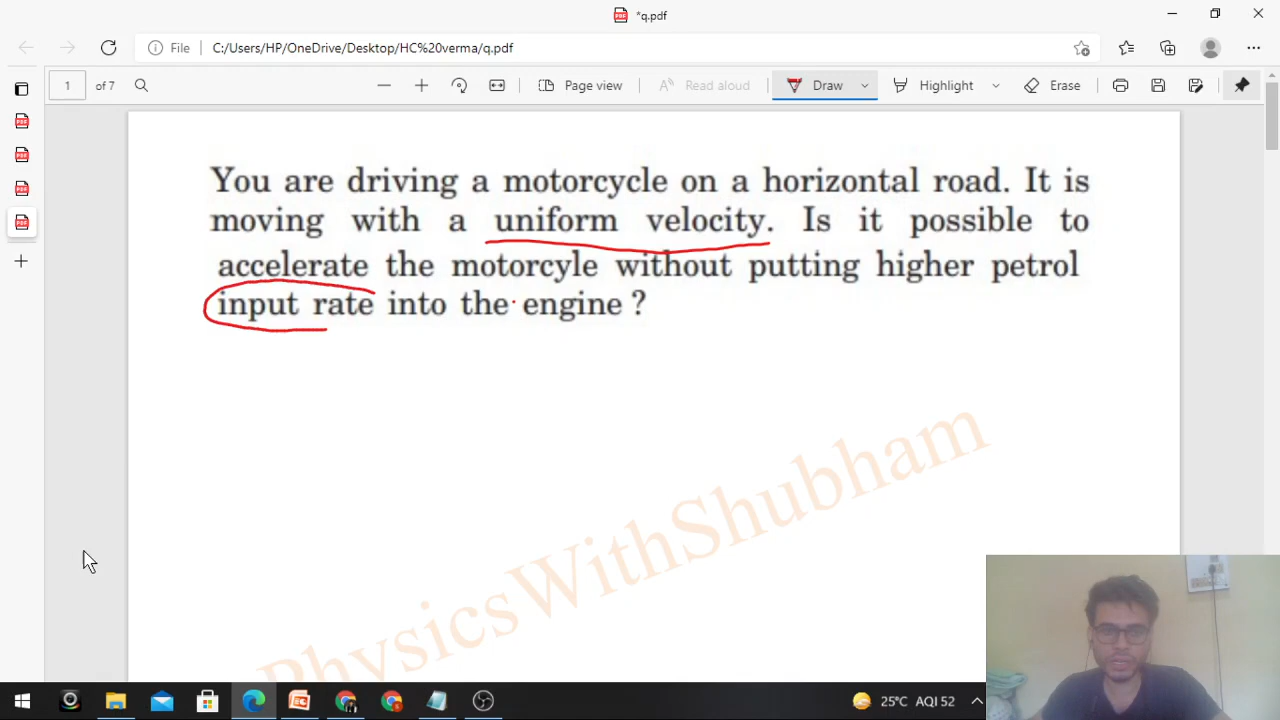 *q.pdf
File C:/Users/HP/OneDrive/Desktop/HC%20verma/q.pdf
1 of 7 Page view Read aloud Draw Highlight Erase
You are driving a motorcycle on a horizontal road. It is
moving with a uniform velocity. Is it possible to
accelerate the motorcyle without putting higher petrol
input rate into the engine ?
PhysicsWithShubham
25°C AQI 52